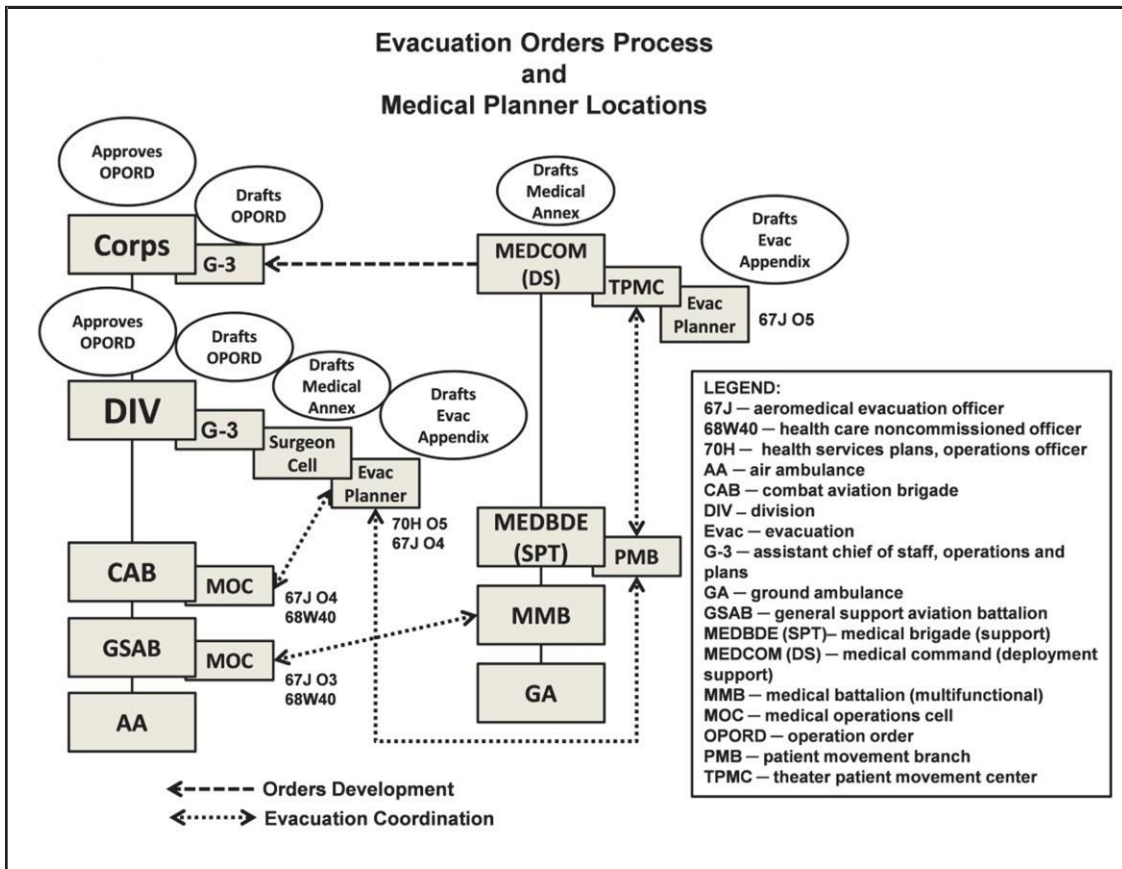 Evacuation Orders Process
and
Medical Planner Locations
Approves
OPORD
Drafts
OPORD
Corps
G-3
Drafts
Medical
Annex
MEDCOM
(DS)
TPMC
Drafts
Evac
Appendix
Evac
Planner
67J O5
Approves
OPORD
Drafts
OPORD
Drafts
Medical
Annex
Drafts
Evac
Appendix
DIV
G-3
Surgeon
Cell
Evac
Planner
70H O5
67J O4
CAB
MOC
67J O4
68W40
GSAB
MOC
67J O3
68W40
AA
MEDBDE
(SPT)
PMB
MMB
GA
LEGEND:
67J — aeromedical evacuation officer
68W40 — health care noncommissioned officer
70H — health services plans, operations officer
AA — air ambulance
CAB — combat aviation brigade
DIV — division
Evac — evacuation
G-3 — assistant chief of staff, operations and
plans
GA — ground ambulance
GSAB — general support aviation battalion
MEDBDE (SPT)— medical brigade (support)
MEDCOM (DS) — medical command (deployment
support)
MMB — medical battalion (multifunctional)
MOC — medical operations cell
OPORD — operation order
PMB — patient movement branch
TPMC — theater patient movement center
Orders Development
Evacuation Coordination